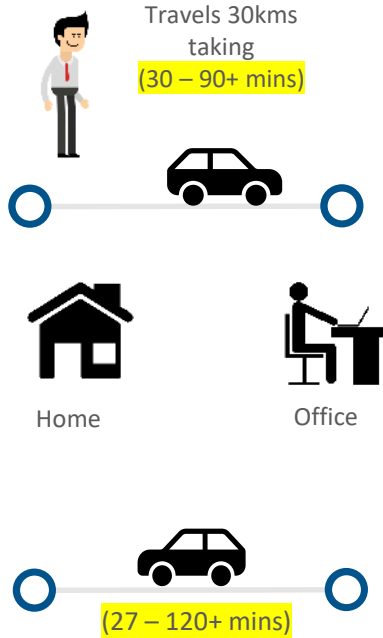 Travels 30kms
taking
(30 – 90+ mins)
Home
Office
(27 – 120+ mins)